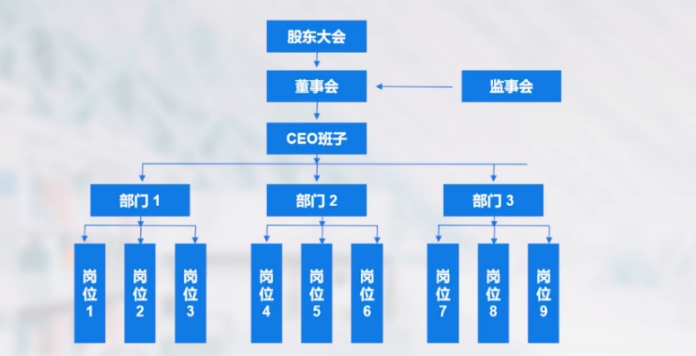 股东大会
董事会
监事会
CEO班子
部门 1
部门 2
部门 3
岗位1
岗位2
岗位3
岗位4
岗位5
岗位6
岗位7
岗位8
岗位9